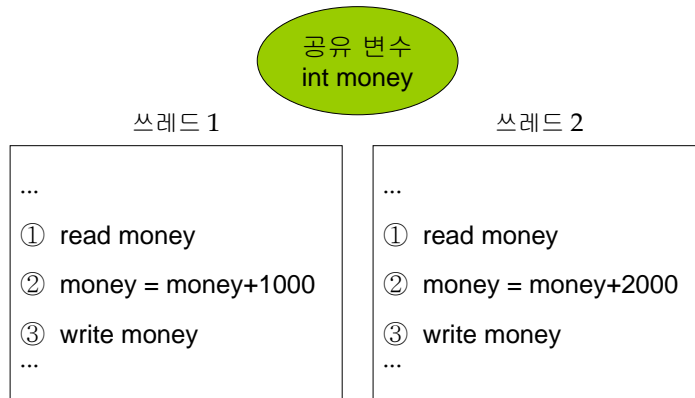 공유 변수
int money
쓰레드 1
...
① read money
② money = money+1000
③ write money
...
쓰레드 2
...
① read money
② money = money+2000
③ write money
...